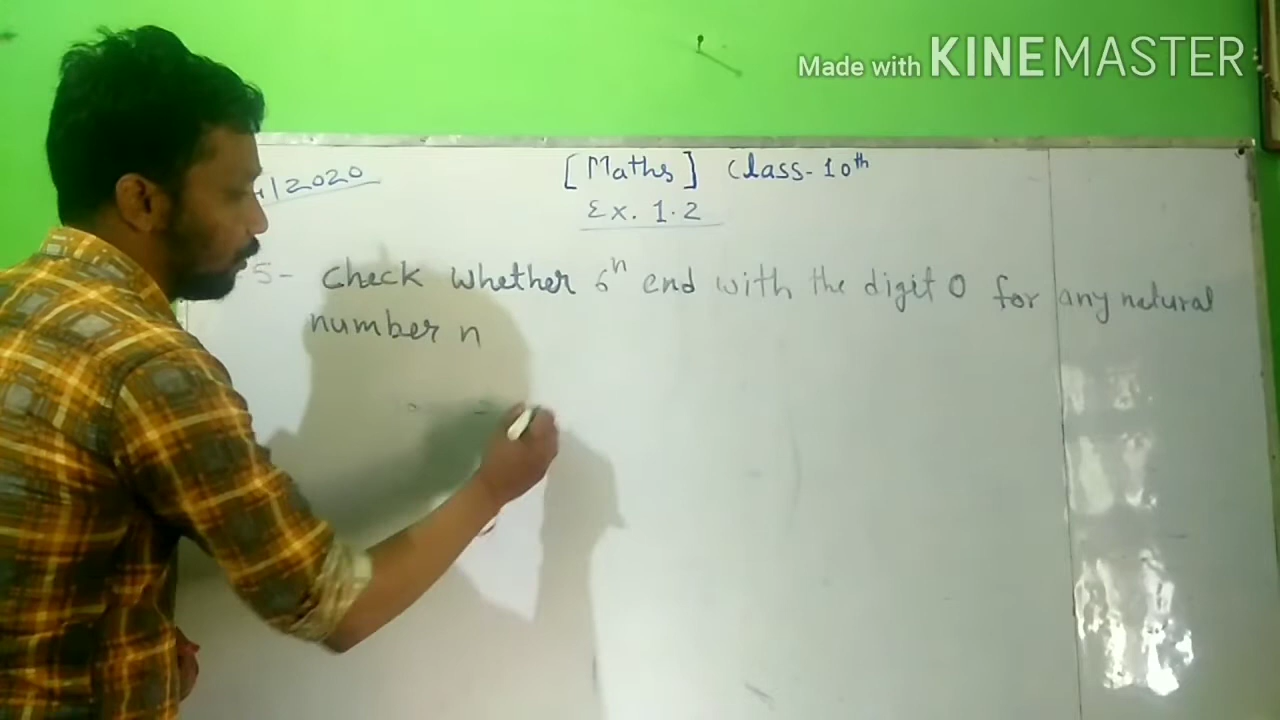 Made with KINEMASTER
/2020
[Maths] Class-10th
Ex. 1.2
5- Check whether 6ⁿ end with the digit 0 for any natural
number n